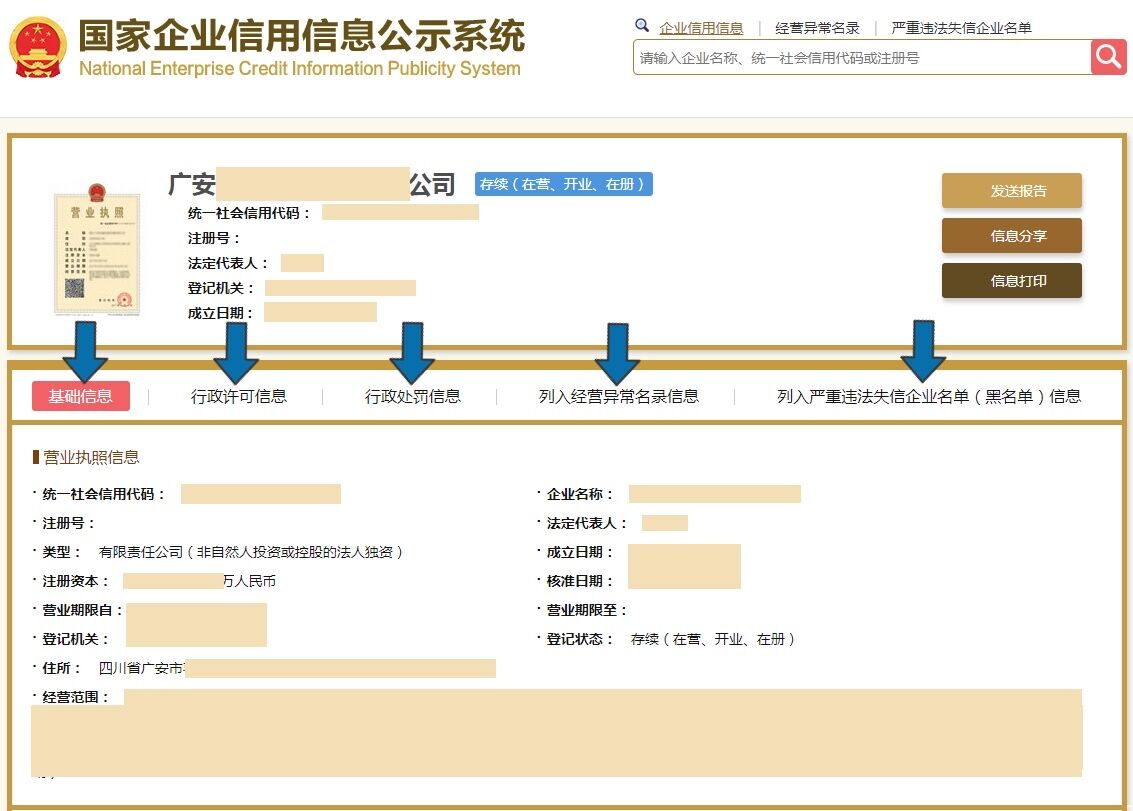 国家企业信用信息公示系统
National Enterprise Credit Information Publicity System
企业信用信息 | 经营异常名录 | 严重违法失信企业名单
请输入企业名称、统一社会信用代码或注册号
广安 公司 存续（在营、开业、在册）
统一社会信用代码：
注册号：
法定代表人：
登记机关：
成立日期：
营业执照
发送报告
信息分享
信息打印
基础信息 | 行政许可信息 | 行政处罚信息 | 列入经营异常名录信息 | 列入严重违法失信企业名单（黑名单）信息
营业执照信息
· 统一社会信用代码： · 企业名称：
· 注册号： · 法定代表人：
· 类型： 有限责任公司（非自然人投资或控股的法人独资） · 成立日期：
· 注册资本： 万人民币 · 核准日期：
· 营业期限自： · 营业期限至：
· 登记机关： · 登记状态： 存续（在营、开业、在册）
· 住所： 四川省广安市
· 经营范围：